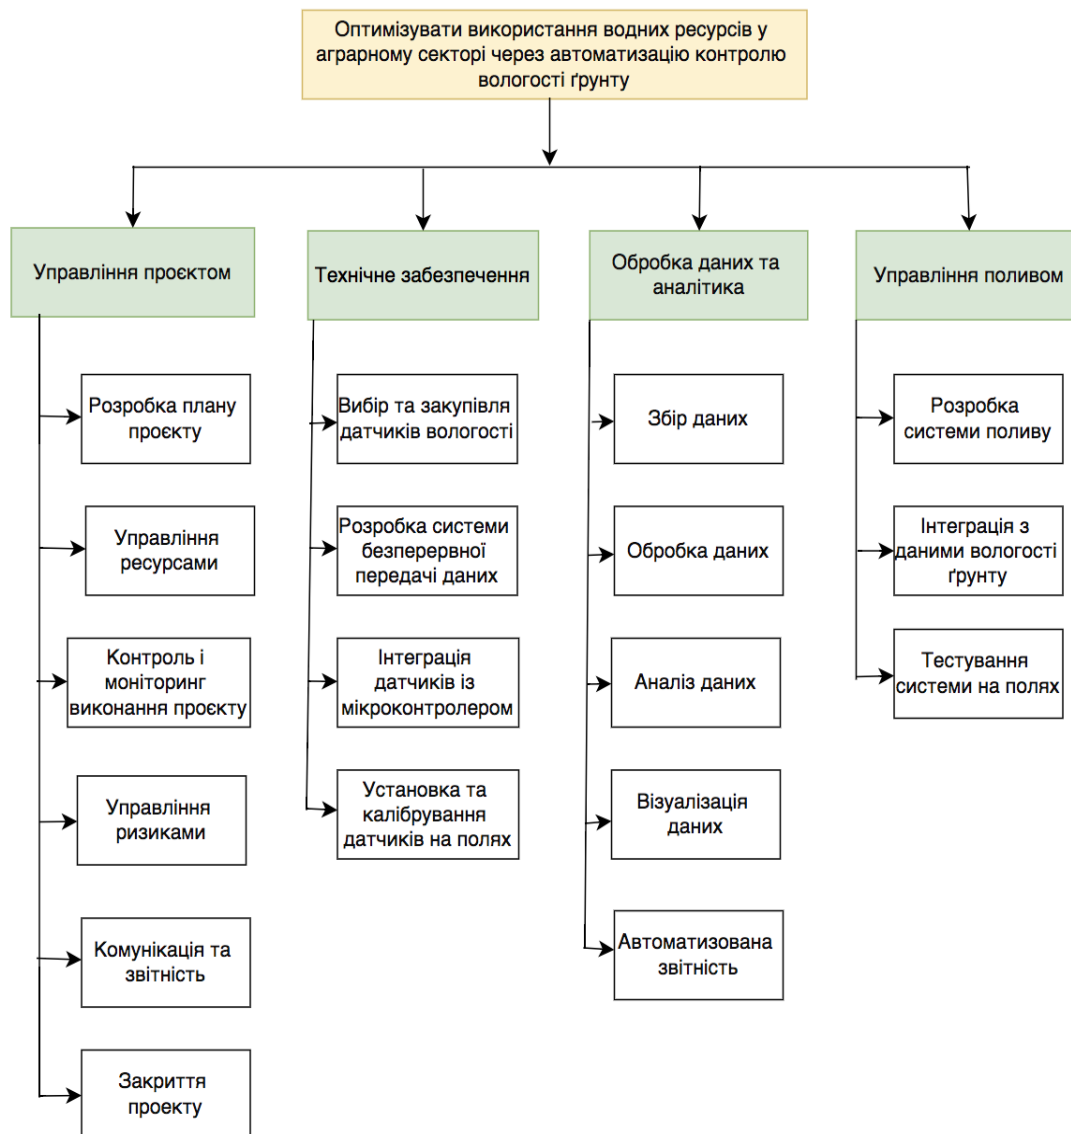 Оптимізувати використання водних ресурсів у
аграрному секторі через автоматизацію контролю
вологості ґрунту
Управління проєктом
Розробка плану
проєкту
Управління
ресурсами
Контроль і
моніторинг
виконання проєкту
Управління
ризиками
Комунікація та
звітність
Закриття
проекту
Технічне забезпечення
Вибір та закупівля
датчиків вологості
Розробка системи
безперервної
передачі даних
Інтеграція
датчиків із
мікроконтролером
Установка та
калібрування
датчиків на полях
Обробка даних та
аналітика
Збір даних
Обробка даних
Аналіз даних
Візуалізація
даних
Автоматизована
звітність
Управління поливом
Розробка
системи поливу
Інтеграція з
даними вологості
ґрунту
Тестування
системи на полях